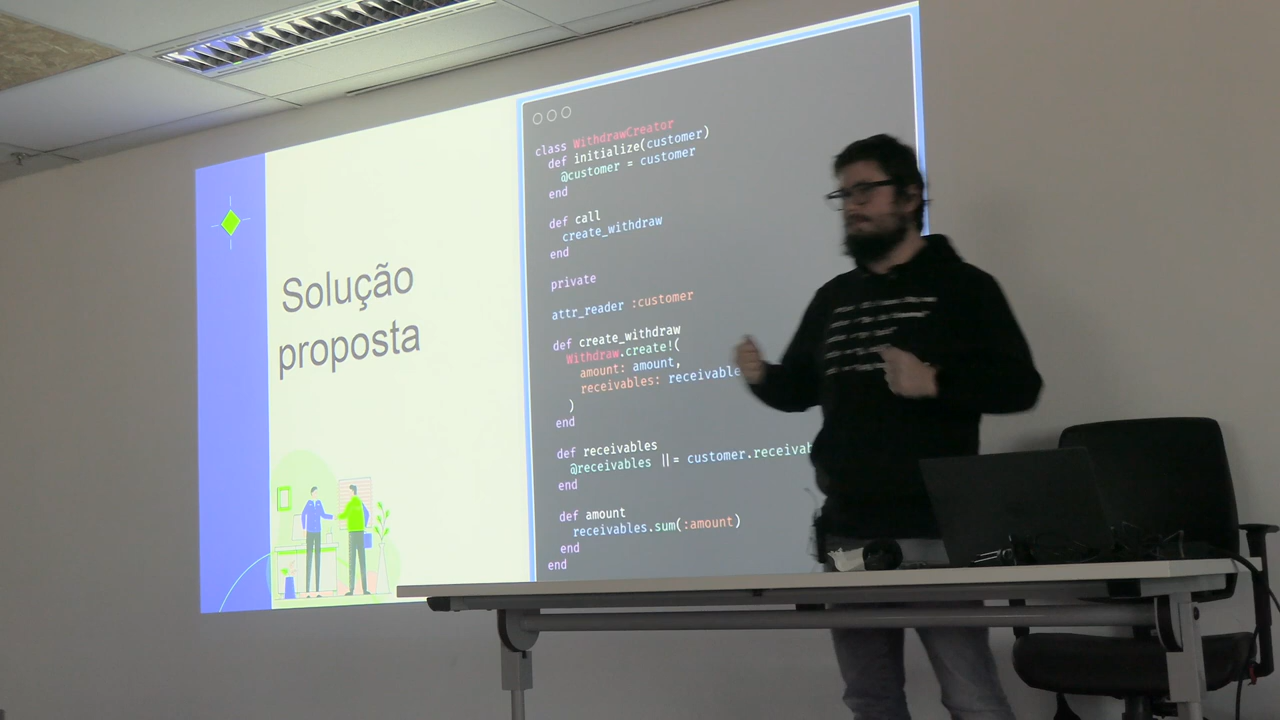 Solução
proposta
class WithdrawCreator
def initialize(customer)
@customer = customer
end
def call
create_withdraw
end
private
attr_reader :customer
def create_withdraw
Withdraw.create!(
amount: amount,
receivables: receivable
)
end
def receivables
@receivables ||= customer.receivab
end
def amount
receivables.sum(:amount)
end
end